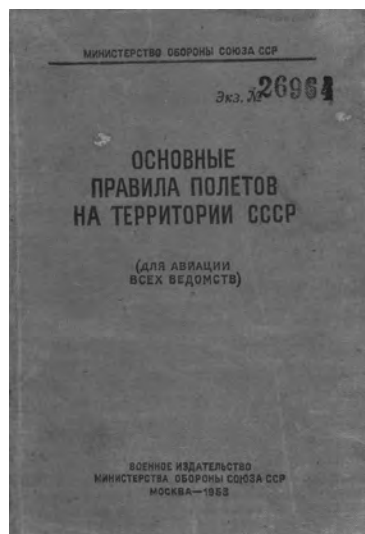 МИНИСТЕРСТВО ОБОРОНЫ СОЮЗА ССР
Экз. № 26964
ОСНОВНЫЕ
ПРАВИЛА ПОЛЕТОВ
НА ТЕРРИТОРИИ СССР
(ДЛЯ АВИАЦИИ
ВСЕХ ВЕДОМСТВ)
ВОЕННОЕ ИЗДАТЕЛЬСТВО
МИНИСТЕРСТВА ОБОРОНЫ СОЮЗА ССР
МОСКВА—1953